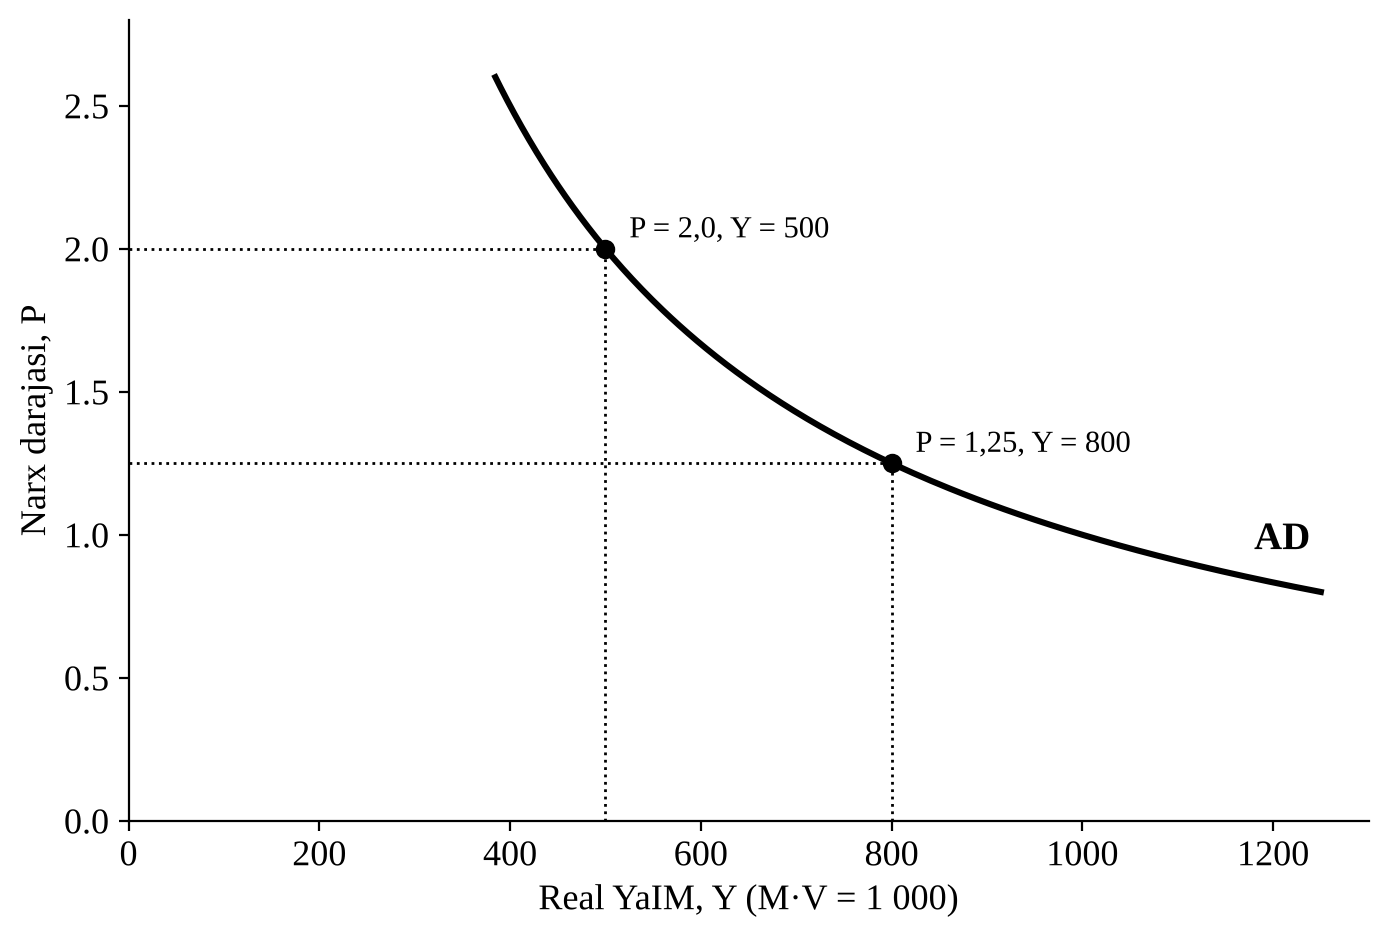 2.5
2.0
1.5
1.0
0.5
0.0
Narx darajasi, P
P = 2,0, Y = 500
P = 1,25, Y = 800
AD
0 200 400 600 800 1000 1200
Real YaIM, Y (M·V = 1 000)